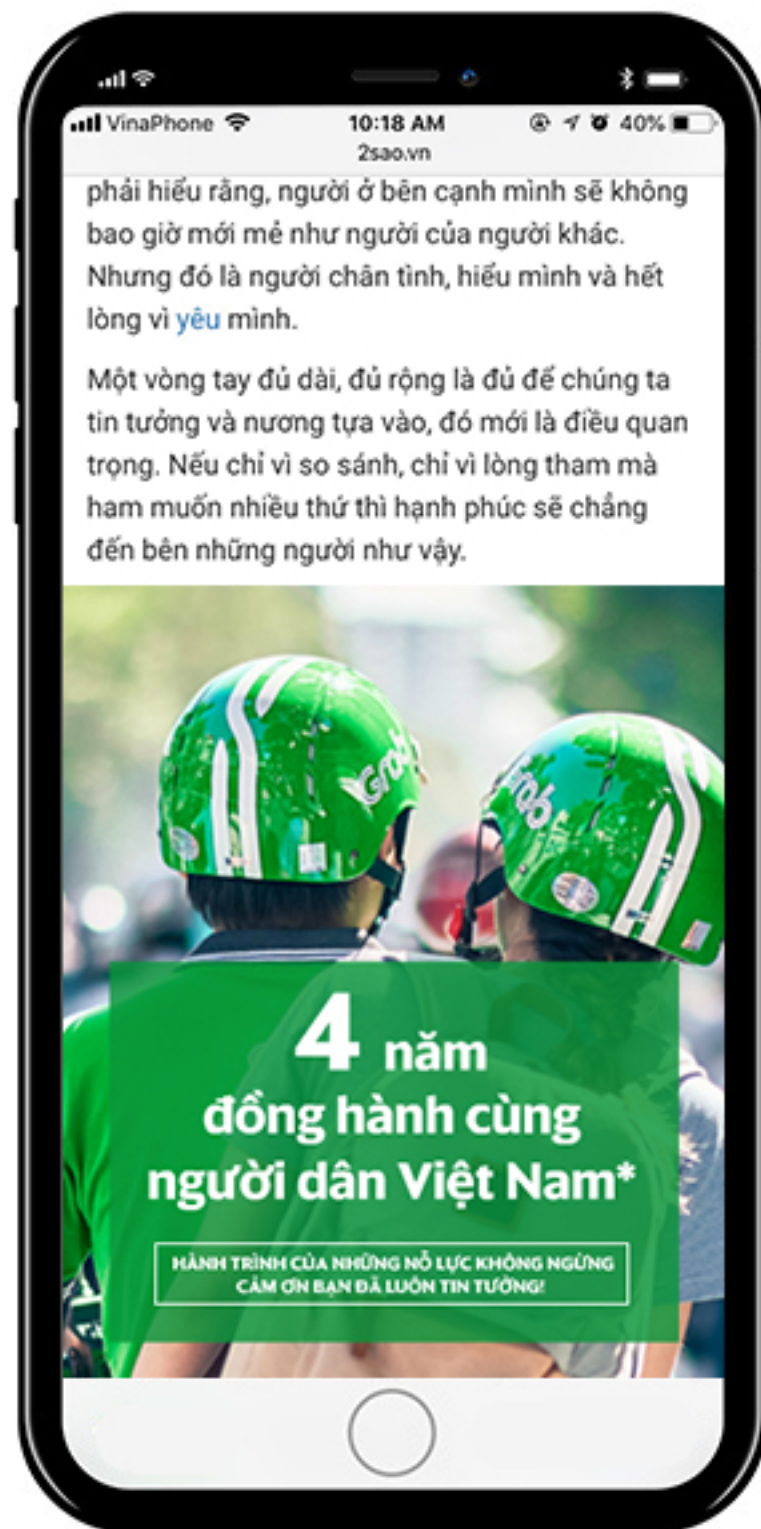 VinaPhone 10:18 AM 40%
2sao.vn
phải hiểu rằng, người ở bên cạnh mình sẽ không
bao giờ mới mẻ như người của người khác.
Nhưng đó là người chân tình, hiểu mình và hết
lòng vì yêu mình.
Một vòng tay đủ dài, đủ rộng là đủ để chúng ta
tin tưởng và nương tựa vào, đó mới là điều quan
trọng. Nếu chỉ vì so sánh, chỉ vì lòng tham mà
ham muốn nhiều thứ thì hạnh phúc sẽ chẳng
đến bên những người như vậy.
Grab
Grab
4 năm
đồng hành cùng
người dân Việt Nam*
HÀNH TRÌNH CỦA NHỮNG NỖ LỰC KHÔNG NGỪNG
CẢM ƠN BẠN ĐÃ LUÔN TIN TƯỞNG!